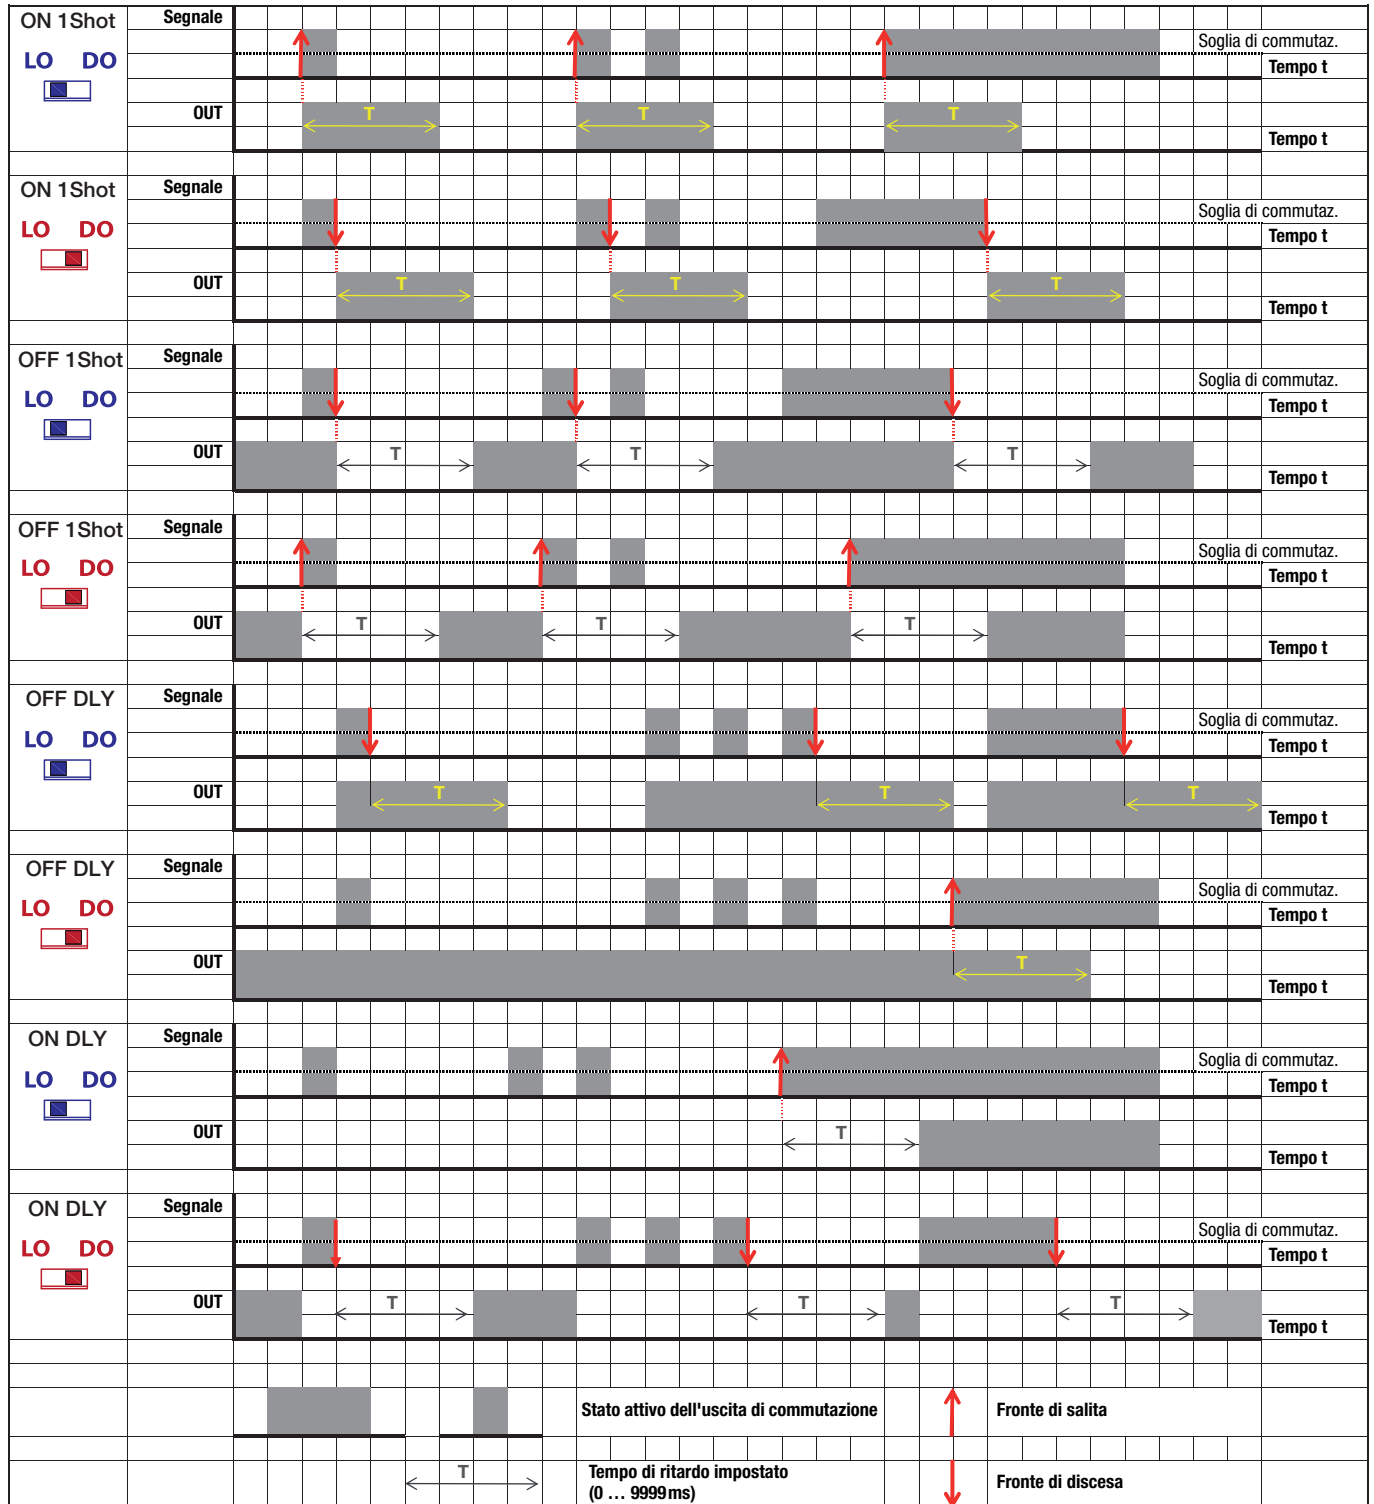 ON 1Shot Segnale
Soglia di commutaz.
LO DO
Tempo t
OUT T T T
Tempo t
ON 1Shot Segnale
Soglia di commutaz.
LO DO
Tempo t
OUT T T T
Tempo t
OFF 1Shot Segnale
Soglia di commutaz.
LO DO
Tempo t
OUT T T T
Tempo t
OFF 1Shot Segnale
Soglia di commutaz.
LO DO
Tempo t
OUT T T T
Tempo t
OFF DLY Segnale
Soglia di commutaz.
LO DO
Tempo t
OUT T T T
Tempo t
OFF DLY Segnale
Soglia di commutaz.
LO DO
Tempo t
OUT T
Tempo t
ON DLY Segnale
Soglia di commutaz.
LO DO
Tempo t
OUT T
Tempo t
ON DLY Segnale
Soglia di commutaz.
LO DO
Tempo t
OUT T T T
Tempo t
Stato attivo dell'uscita di commutazione Fronte di salita
T Tempo di ritardo impostato
(0 … 9999ms)
Fronte di discesa